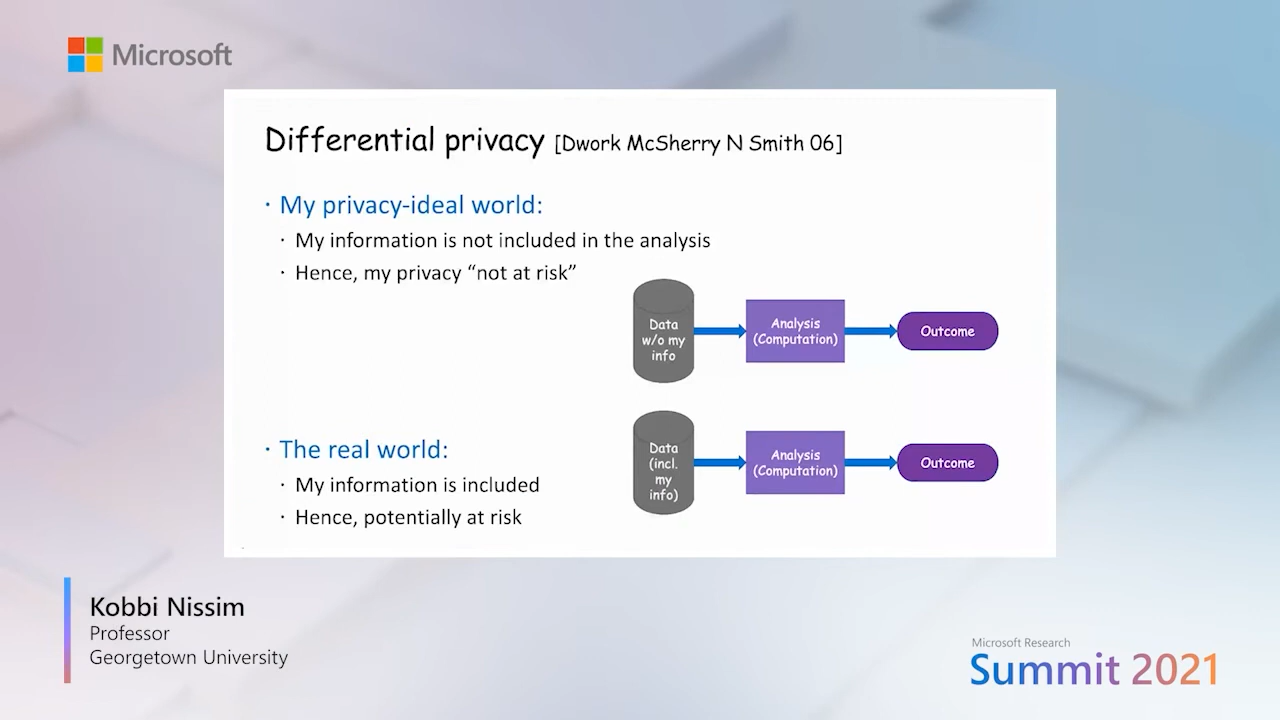 Microsoft
Differential privacy [Dwork McSherry N Smith 06]
· My privacy-ideal world:
· My information is not included in the analysis
· Hence, my privacy “not at risk”
Data
w/o my
info
Analysis
(Computation)
Outcome
· The real world:
· My information is included
· Hence, potentially at risk
Data
(incl.
my
info)
Analysis
(Computation)
Outcome
Kobbi Nissim
Professor
Georgetown University
Microsoft Research
Summit 2021